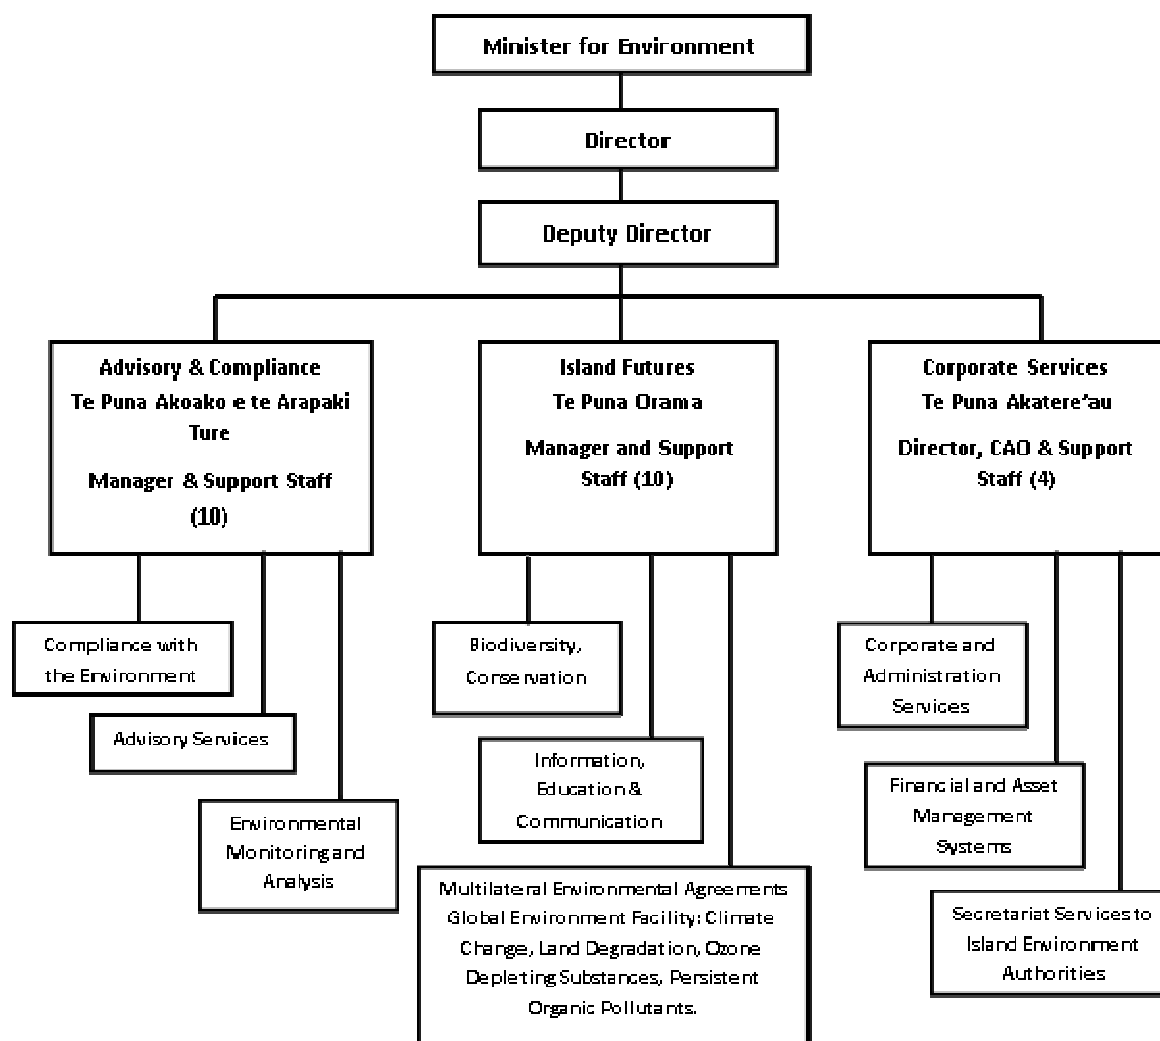 Minister for Environment
Director
Deputy Director
Advisory & Compliance
Te Puna Akoako e te Arapaki
Ture
Manager & Support Staff
(10)
Island Futures
Te Puna Orama
Manager and Support
Staff (10)
Corporate Services
Te Puna Akatere'au
Director, CAO & Support
Staff (4)
Compliance with
the Environment
Advisory Services
Environmental
Monitoring and
Analysis
Biodiversity,
Conservation
Information,
Education &
Communication
Multilateral Environmental Agreements
Global Environment Facility: Climate
Change, Land Degradation, Ozone
Depleting Substances, Persistent
Organic Pollutants.
Corporate and
Administration
Services
Financial and Asset
Management
Systems
Secretariat Services to
Island Environment
Authorities